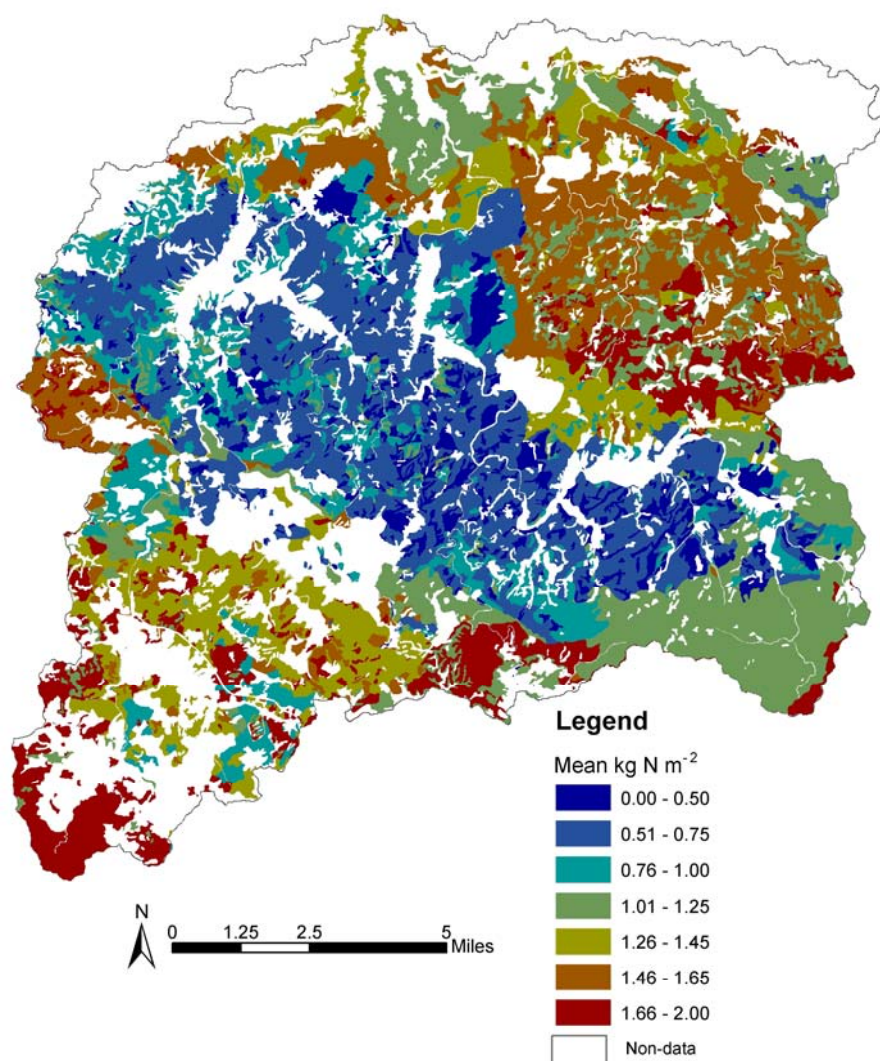 Legend
Mean kg N m⁻²
0.00 - 0.50
0.51 - 0.75
0.76 - 1.00
1.01 - 1.25
1.26 - 1.45
1.46 - 1.65
1.66 - 2.00
Non-data
N
0 1.25 2.5 5
Miles